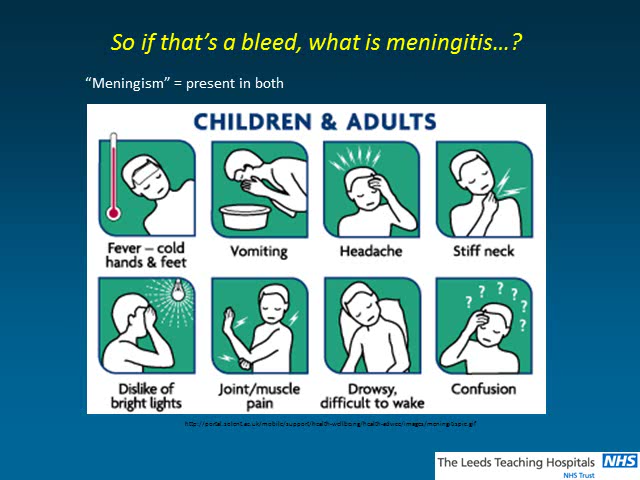 So if that’s a bleed, what is meningitis…?
“Meningism” = present in both
CHILDREN & ADULTS
Fever – cold
hands & feet
Vomiting
Headache
Stiff neck
? ? ? ? ?
Dislike of
bright lights
Joint/muscle
pain
Drowsy,
difficult to wake
Confusion
The Leeds Teaching Hospitals NHS
NHS Trust